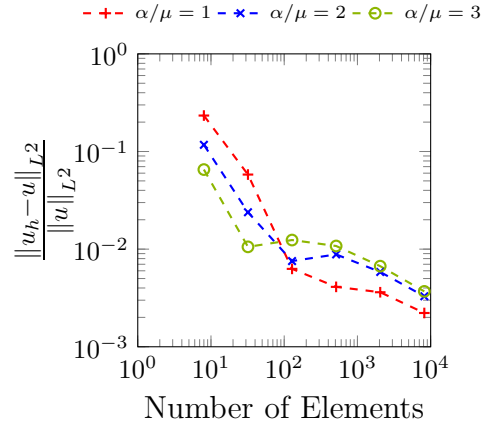 α/μ = 1 α/μ = 2 α/μ = 3
10^0
10^{-1}
10^{-2}
10^{-3}
‖u_h−u‖_{L^2}
‖u‖_{L^2}
10^0 10^1 10^2 10^3 10^4
Number of Elements